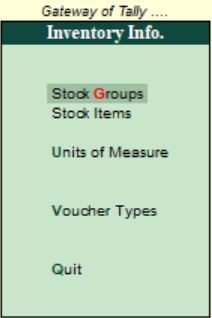 Gateway of Tally ....
Inventory Info.
Stock Groups
Stock Items
Units of Measure
Voucher Types
Quit